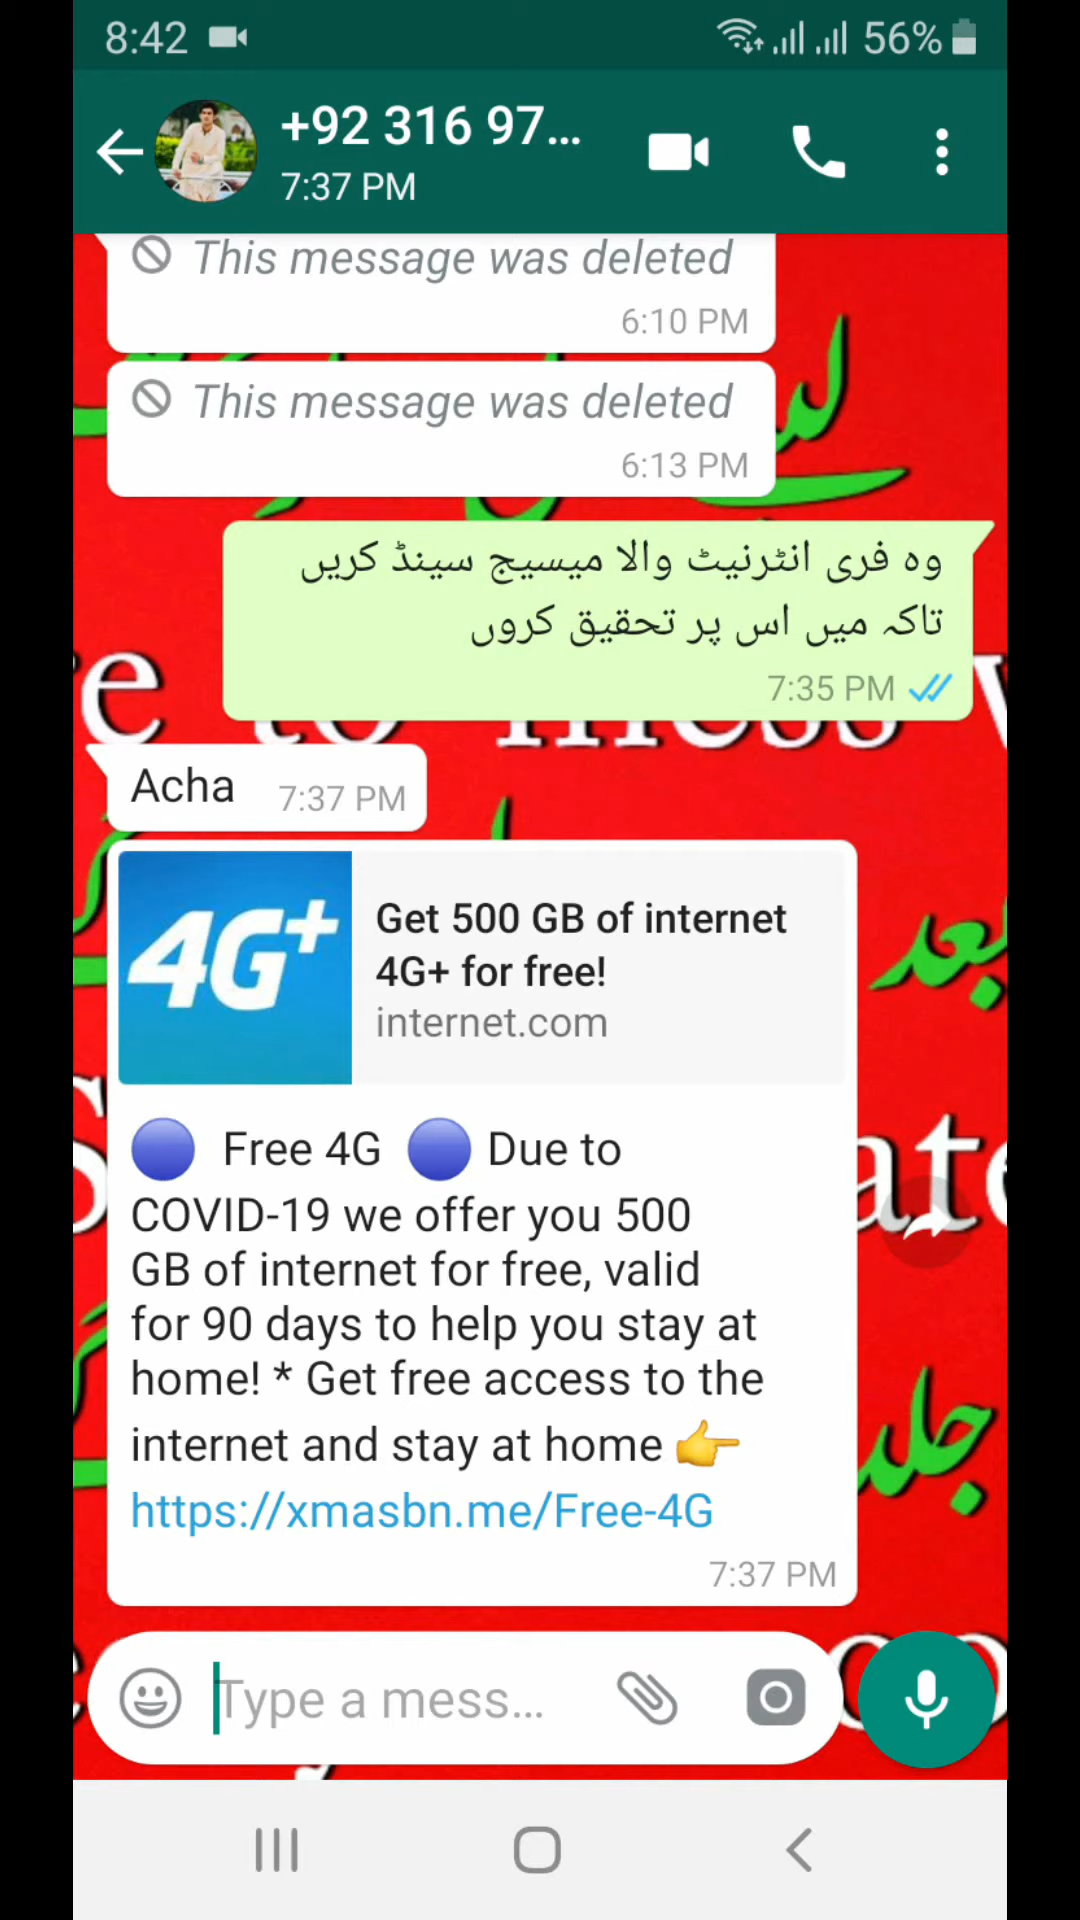 8:42 56%
+92 316 97...
7:37 PM
This message was deleted
6:10 PM
This message was deleted
6:13 PM
وہ فری انٹرنیٹ والا میسیج سینڈ کریں
تاکہ میں اس پر تحقیق کروں
7:35 PM
Acha 7:37 PM
4G+
Get 500 GB of internet
4G+ for free!
internet.com
🔵 Free 4G 🔵 Due to
COVID-19 we offer you 500
GB of internet for free, valid
for 90 days to help you stay at
home! * Get free access to the
internet and stay at home 👉
https://xmasbn.me/Free-4G
7:37 PM
Type a mess...
بعد
جلد